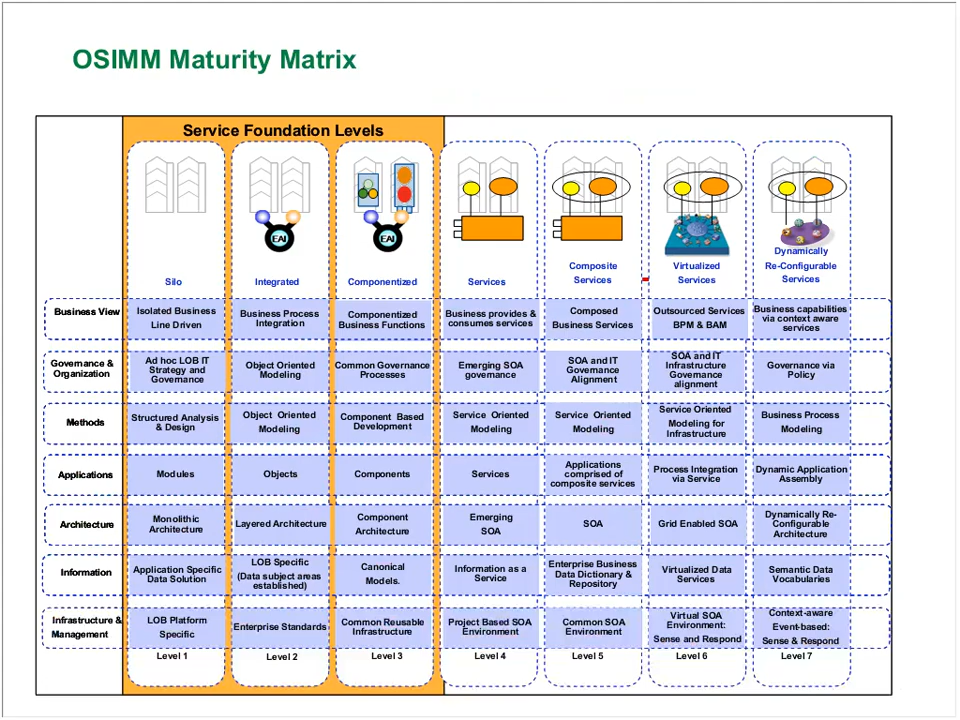 OSIMM Maturity Matrix
Service Foundation Levels
EAI
EAI
Silo
Integrated
Componentized
Services
Composite
Services
Virtualized
Services
Dynamically
Re-Configurable
Services
Business View
Isolated Business
Line Driven
Business Process
Integration
Componentized
Business Functions
Business provides &
consumes services
Composed
Business Services
Outsourced Services
BPM & BAM
Business capabilities
via context aware
services
Governance &
Organization
Ad hoc LOB IT
Strategy and
Governance
Object Oriented
Modeling
Common Governance
Processes
Emerging SOA
governance
SOA and IT
Governance
Alignment
SOA and IT
Infrastructure
Governance
alignment
Governance via
Policy
Methods
Structured Analysis
& Design
Object Oriented
Modeling
Component Based
Development
Service Oriented
Modeling
Service Oriented
Modeling
Service Oriented
Modeling for
Infrastructure
Business Process
Modeling
Applications
Modules
Objects
Components
Services
Applications
comprised of
composite services
Process Integration
via Service
Dynamic Application
Assembly
Architecture
Monolithic
Architecture
Layered Architecture
Component
Architecture
Emerging
SOA
SOA
Grid Enabled SOA
Dynamically Re-
Configurable
Architecture
Information
Application Specific
Data Solution
LOB Specific
(Data subject areas
established)
Canonical
Models.
Information as a
Service
Enterprise Business
Data Dictionary &
Repository
Virtualized Data
Services
Semantic Data
Vocabularies
Infrastructure &
Management
LOB Platform
Specific
Enterprise Standards
Common Reusable
Infrastructure
Project Based SOA
Environment
Common SOA
Environment
Virtual SOA
Environment:
Sense and Respond
Context-aware
Event-based:
Sense & Respond
Level 1
Level 2
Level 3
Level 4
Level 5
Level 6
Level 7